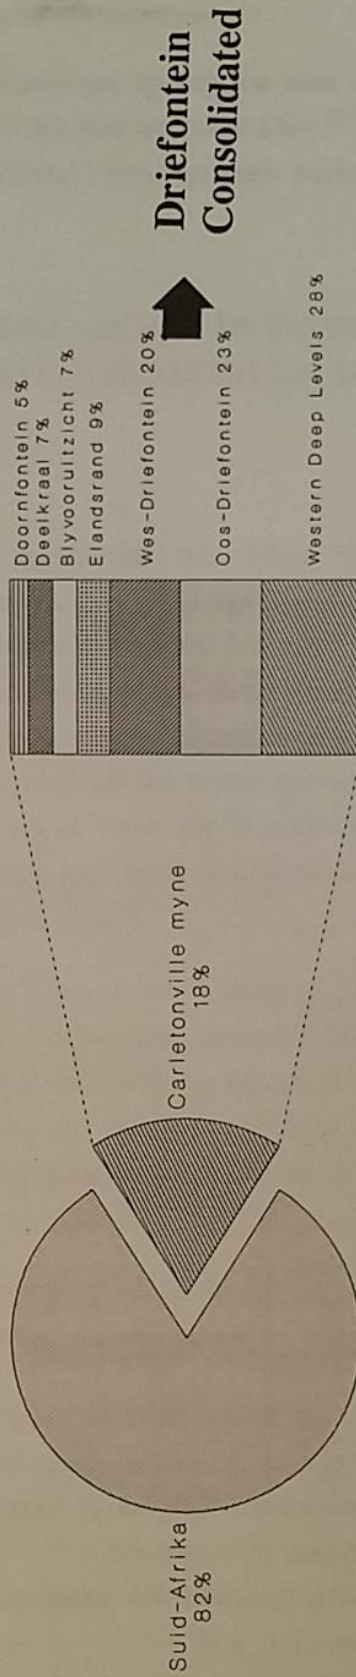 Suid-Afrika
82%
Carletonville myne
18%
Doornfontein 5%
Deelkraal 7%
Blyvooruitzicht 7%
Elandsrand 9%
Wes-Driefontein 20%
Oos-Driefontein 23%
Western Deep Levels 28%
Driefontein
Consolidated